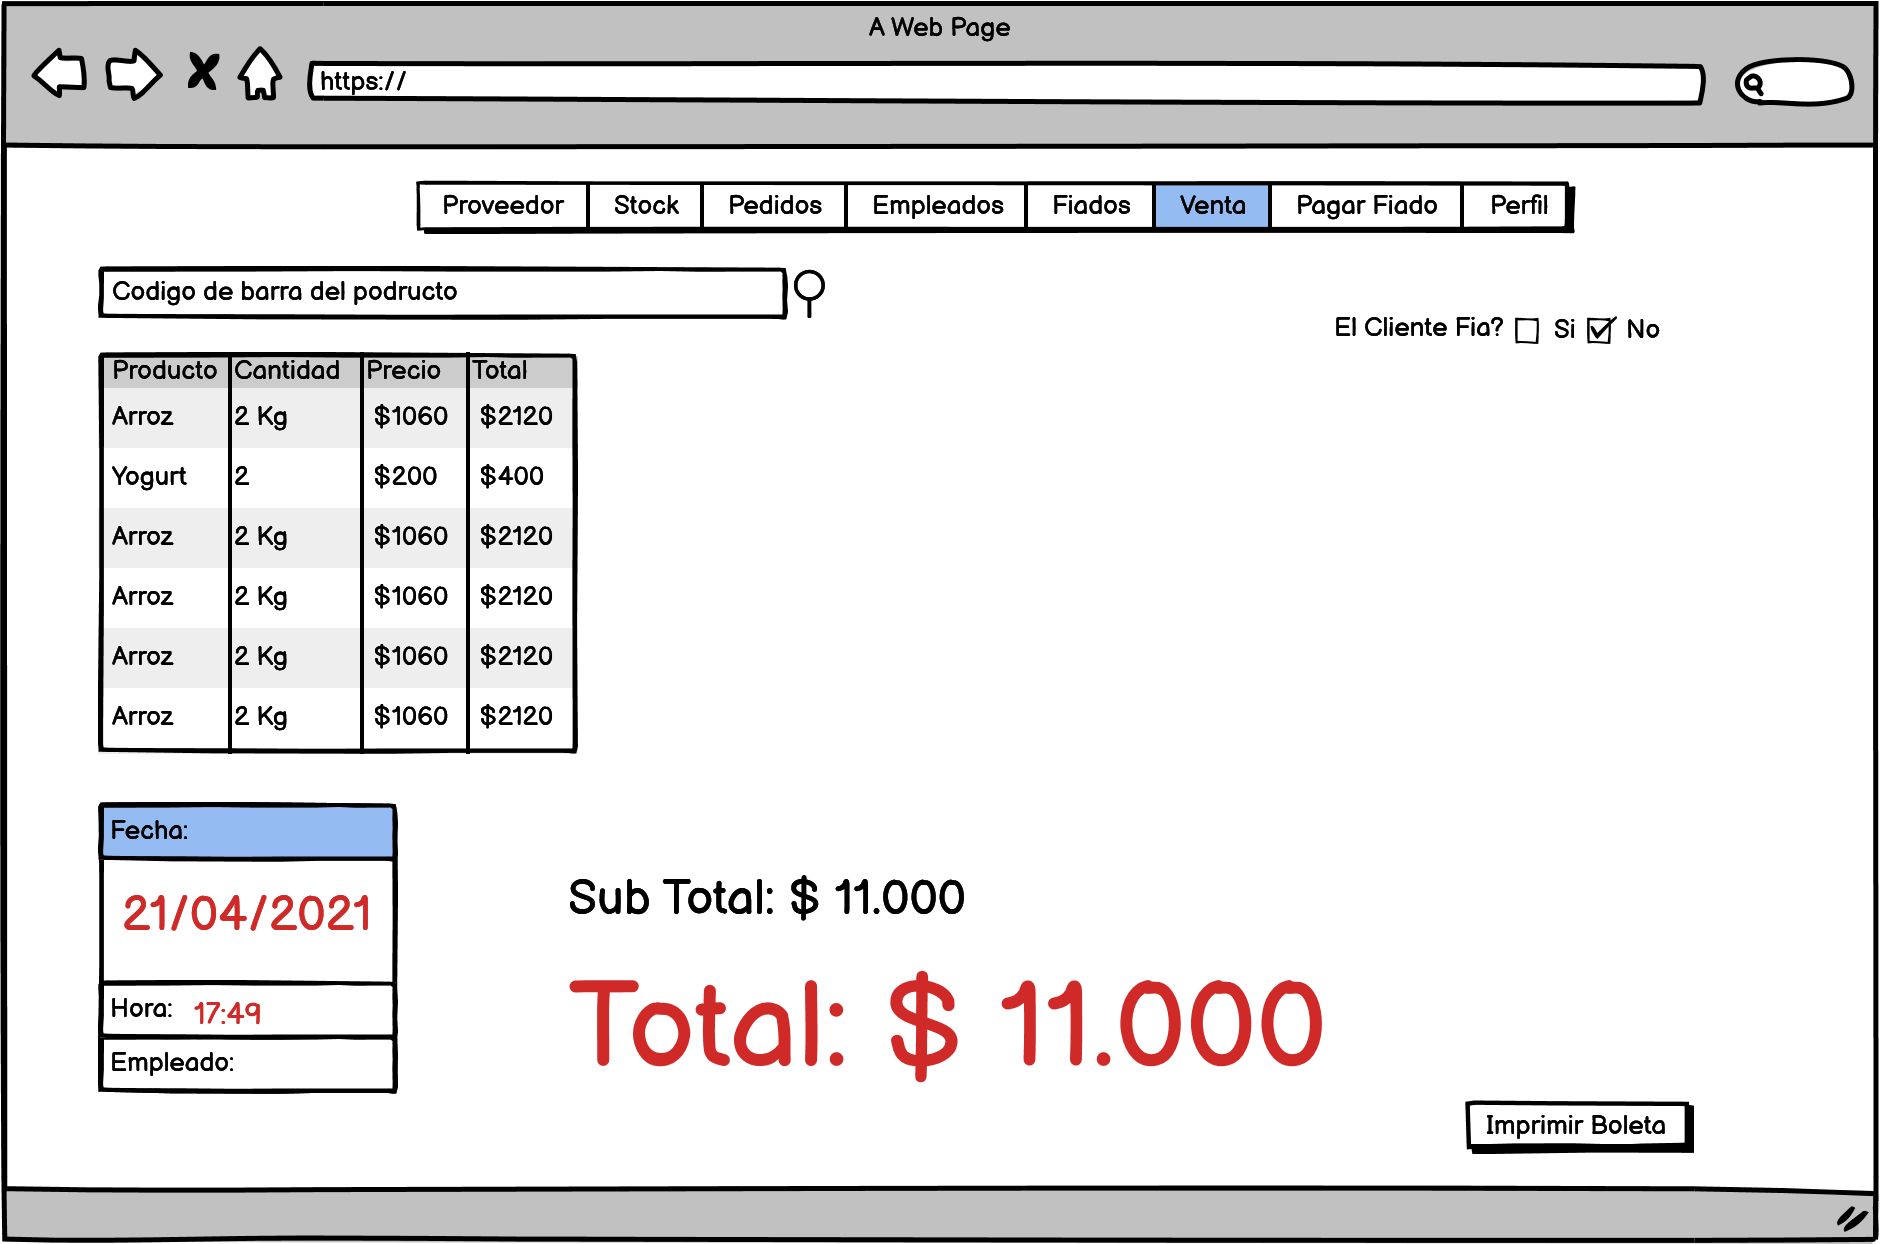 A Web Page
https://
Proveedor Stock Pedidos Empleados Fiados Venta Pagar Fiado Perfil
Codigo de barra del podructo
El Cliente Fia? Si No
Producto Cantidad Precio Total
Arroz 2 Kg $1060 $2120
Yogurt 2 $200 $400
Arroz 2 Kg $1060 $2120
Arroz 2 Kg $1060 $2120
Arroz 2 Kg $1060 $2120
Arroz 2 Kg $1060 $2120
Fecha:
21/04/2021
Hora: 17:49
Empleado:
Sub Total: $ 11.000
Total: $ 11.000
Imprimir Boleta